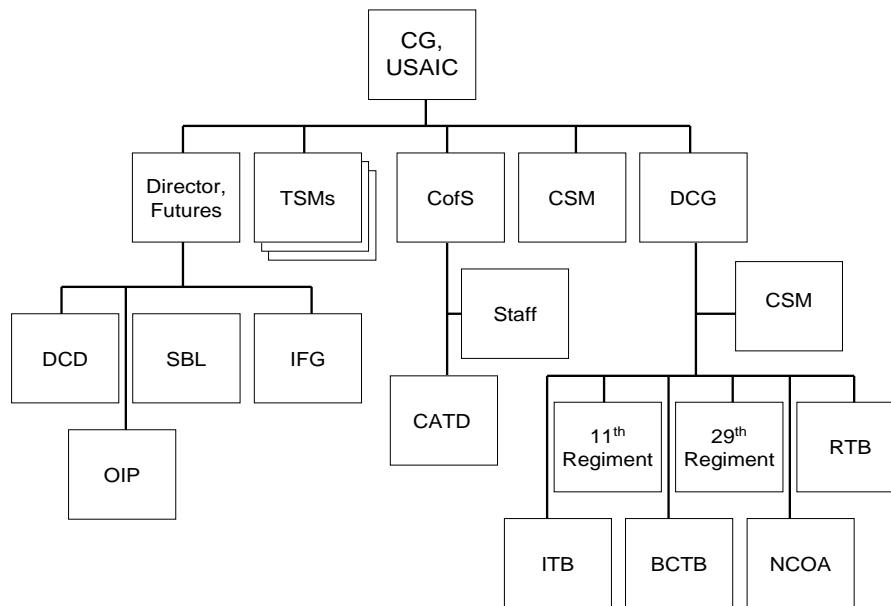 CG,
USAIC
Director,
Futures
TSMs
CofS
CSM
DCG
Staff
CSM
DCD
SBL
IFG
CATD
11th
Regiment
29th
Regiment
RTB
OIP
ITB
BCTB
NCOA